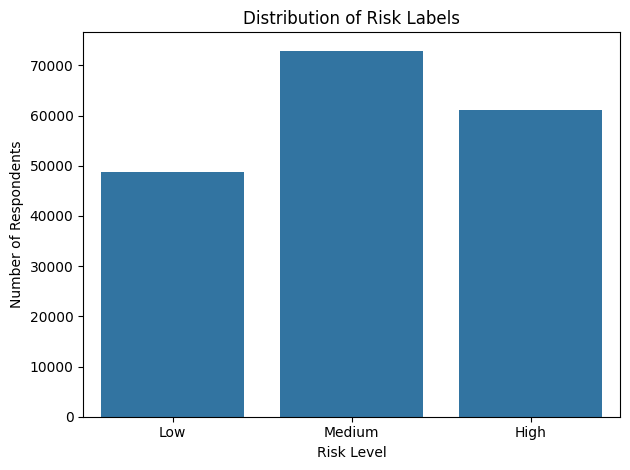 Distribution of Risk Labels
Number of Respondents
70000
60000
50000
40000
30000
20000
10000
0
Low Medium High
Risk Level